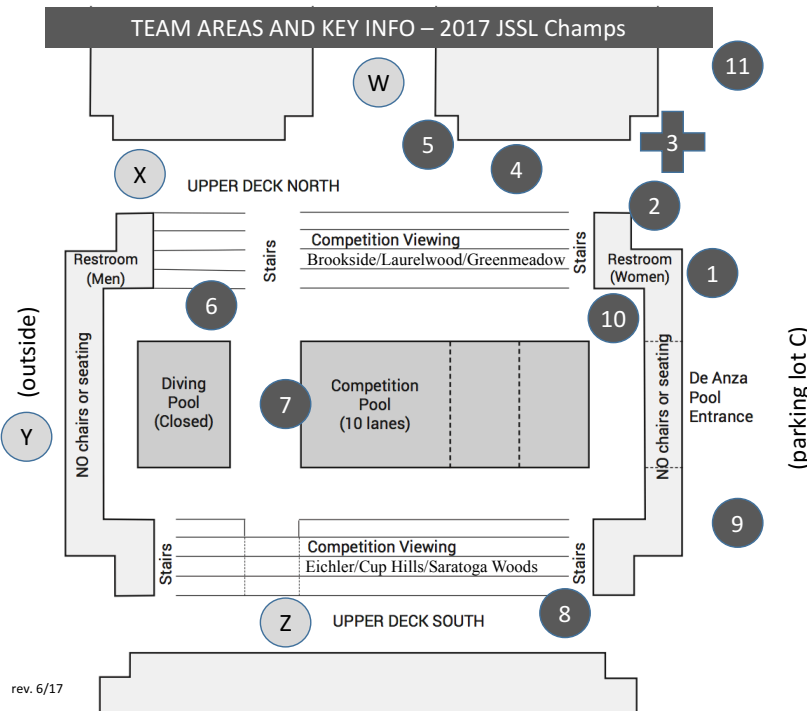 TEAM AREAS AND KEY INFO – 2017 JSSL Champs
W
11
5
3
4
X
UPPER DECK NORTH
2
Competition Viewing
Brookside/Laurelwood/Greenmeadow
Stairs
Stairs
Restroom
(Men)
Restroom
(Women)
1
6
10
(outside)
Y
NO chairs or seating
Diving
Pool
(Closed)
7
Competition
Pool
(10 lanes)
NO chairs or seating
De Anza
Pool
Entrance
(parking lot C)
9
Stairs
Competition Viewing
Eichler/Cup Hills/Saratoga Woods
Stairs
Z
UPPER DECK SOUTH
8
rev. 6/17